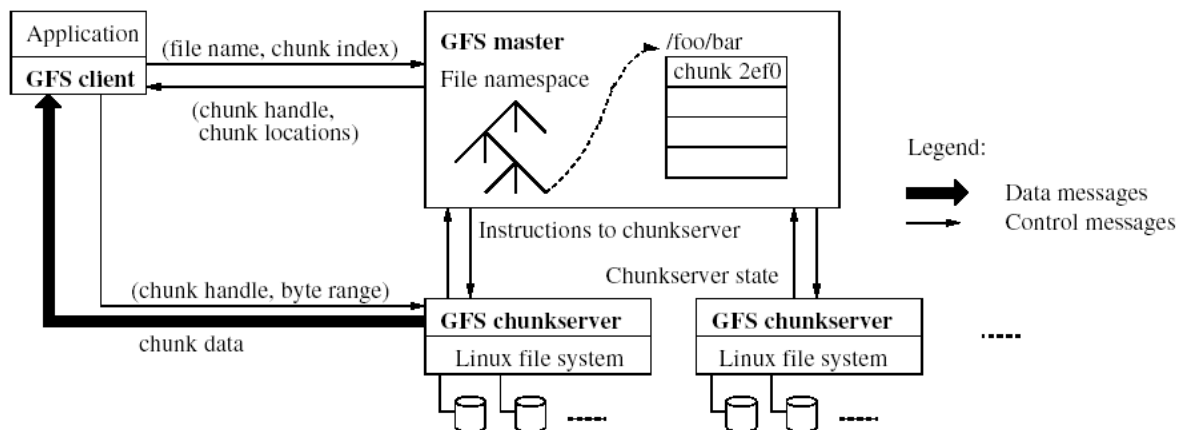 Application
GFS client
(file name, chunk index)
(chunk handle,
chunk locations)
GFS master
File namespace
/foo/bar
chunk 2ef0
Legend:
Data messages
Control messages
Instructions to chunkserver
Chunkserver state
(chunk handle, byte range)
chunk data
GFS chunkserver
Linux file system
GFS chunkserver
Linux file system